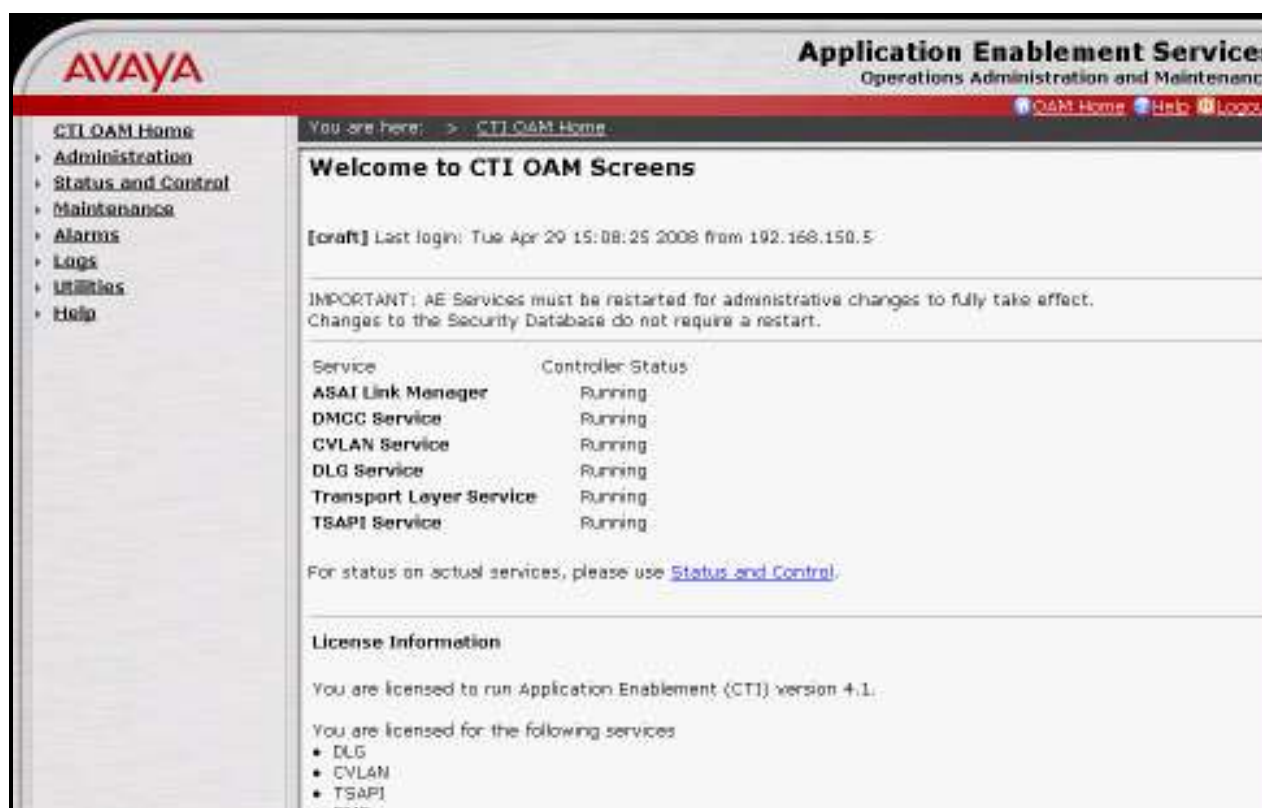 AVAYA
Application Enablement Services
Operations Administration and Maintenanc
OAM Home Help Logou
CTI OAM Home
Administration
Status and Control
Maintenance
Alarms
Logs
Utilities
Help
You are here: > CTI OAM Home
Welcome to CTI OAM Screens
[craft] Last login: Tue Apr 29 15:08:25 2008 from 192.168.150.5
IMPORTANT: AE Services must be restarted for administrative changes to fully take effect.
Changes to the Security Database do not require a restart.
Service Controller Status
ASAI Link Manager Running
DMCC Service Running
CVLAN Service Running
DLG Service Running
Transport Layer Service Running
TSAPI Service Running
For status on actual services, please use Status and Control.
License Information
You are licensed to run Application Enablement (CTI) version 4.1.
You are licensed for the following services
• DLG
• CVLAN
• TSAPI